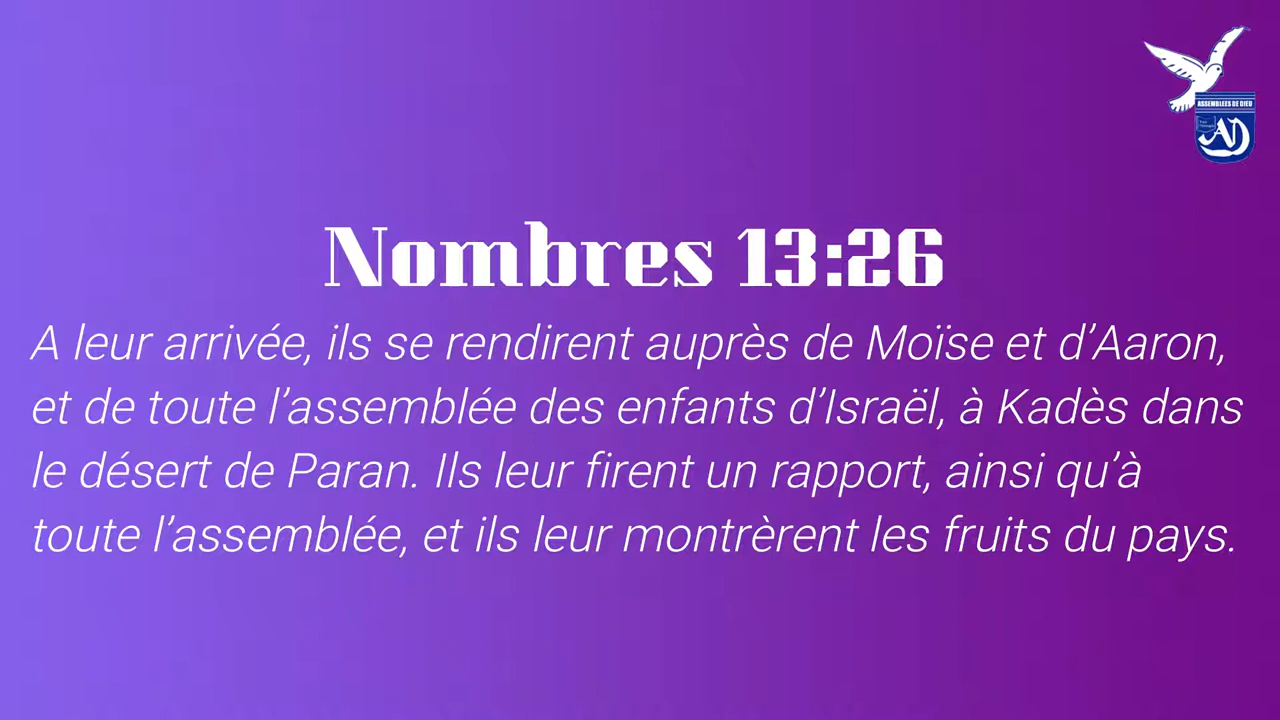 ASSEMBLEES DE DIEU
AD
Nombres 13:26
A leur arrivée, ils se rendirent auprès de Moïse et d’Aaron,
et de toute l’assemblée des enfants d’Israël, à Kadès dans
le désert de Paran. Ils leur firent un rapport, ainsi qu’à
toute l’assemblée, et ils leur montrèrent les fruits du pays.